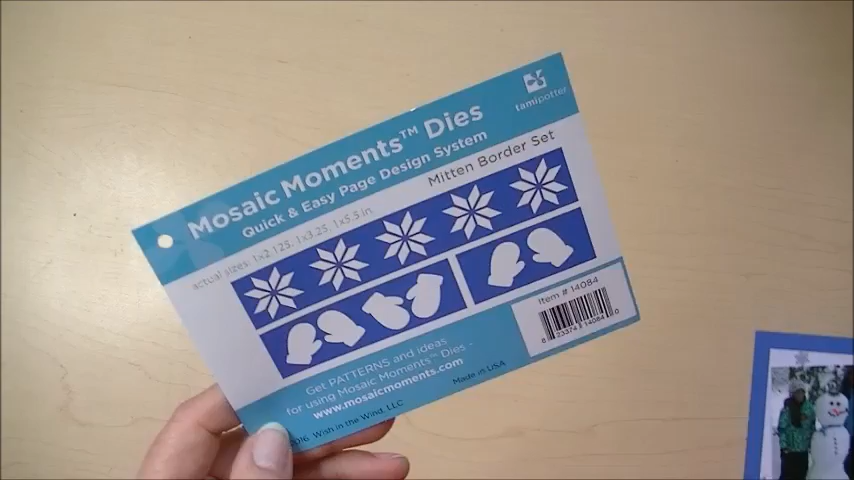 tamipotter
Mosaic Moments™ Dies
Quick & Easy Page Design System
Mitten Border Set
actual sizes: 1x2.125, 1x3.25, 1x5.5 in.
Item # 14084
Get PATTERNS and ideas
for using Mosaic Moments™ Dies -
www.mosaicmoments.com
Made in USA
2016 Wish in the Wind, LLC